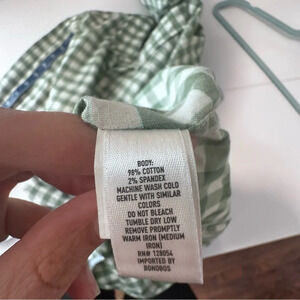 BODY:
98% COTTON
2% SPANDEX
MACHINE WASH COLD
GENTLE WITH SIMILAR
COLORS
DO NOT BLEACH
TUMBLE DRY LOW
REMOVE PROMPTLY
WARM IRON (MEDIUM
IRON)
RN# 128054
IMPORTED BY
BONOBOS